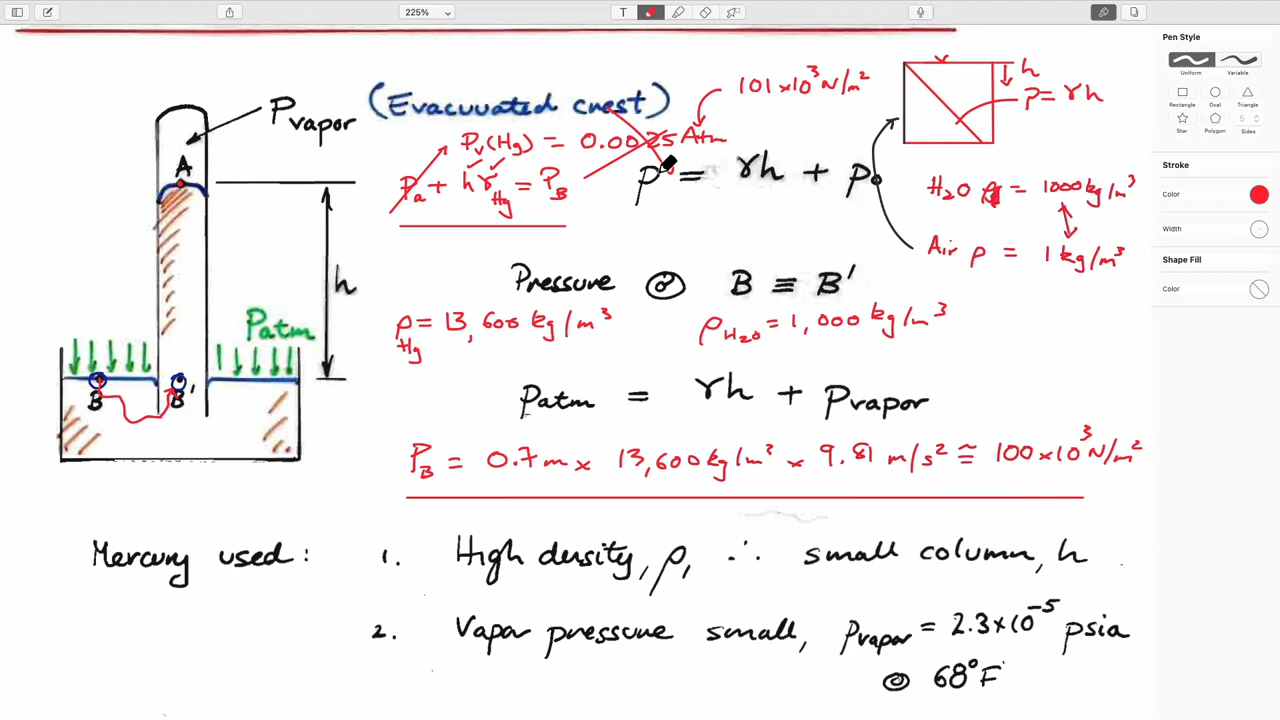 225%
T
Pen Style
Uniform
Variable
Rectangle
Oval
Triangle
Star
Polygon
5
Sides
Stroke
Color
Width
Shape Fill
Color
Pvapor
(Evacuuated crest)
101 x 10³ N/m²
h
P = γh
Pv(Hg) = 0.0025 Atm
Pa + hγHg = PB
P = γh + P0
H2O ρ = 1000 kg/m³
Air ρ = 1 kg/m³
A
h
Patm
B
B'
Pressure @ B ≡ B'
ρHg = 13,600 kg/m³
ρH2O = 1,000 kg/m³
Patm = γh + Pvapor
PB = 0.7m x 13,600 kg/m³ x 9.81 m/s² ≅ 100 x 10³ N/m²
Mercury used :
1. High density, ρ, ∴ small column, h
2. Vapor pressure small, Pvapor = 2.3 x 10⁻⁵ psia
@ 68°F